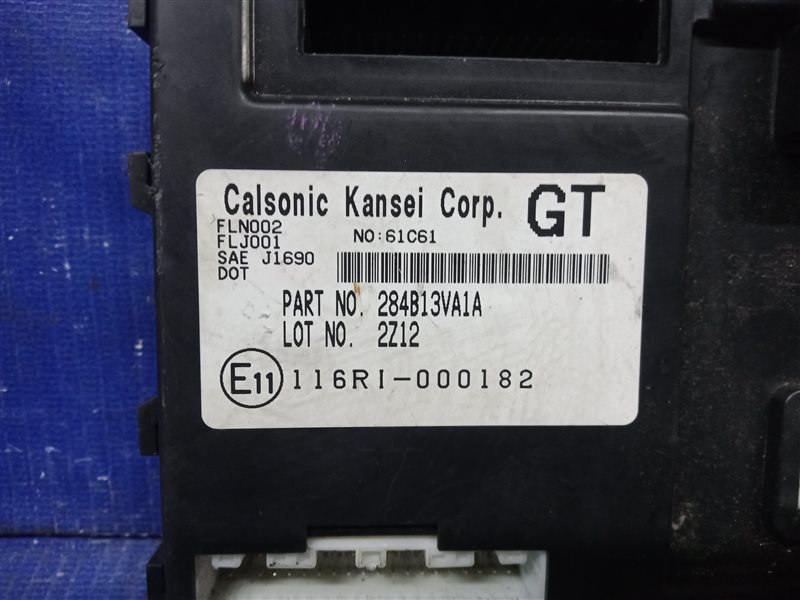 Calsonic Kansei Corp. GT
FLN002
FLJ001 NO:61C61
SAE J1690
DOT
PART NO. 284B13VA1A
LOT NO. 2Z12
E11 116RI-000182